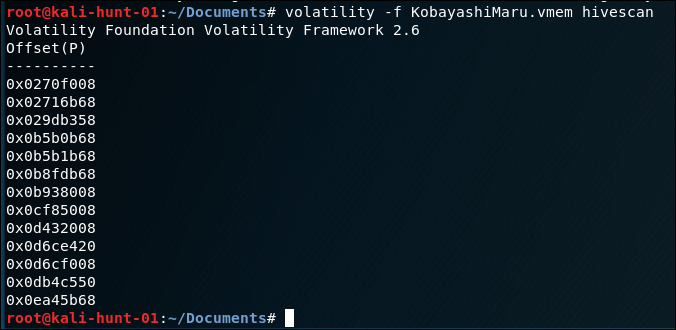 root@kali-hunt-01:~/Documents# volatility -f KobayashiMaru.vmem hivescan
Volatility Foundation Volatility Framework 2.6
Offset(P)
----------
0x0270f008
0x02716b68
0x029db358
0x0b5b0b68
0x0b5b1b68
0x0b8fdb68
0x0b938008
0x0cf85008
0x0d432008
0x0d6ce420
0x0d6cf008
0x0db4c550
0x0ea45b68
root@kali-hunt-01:~/Documents#